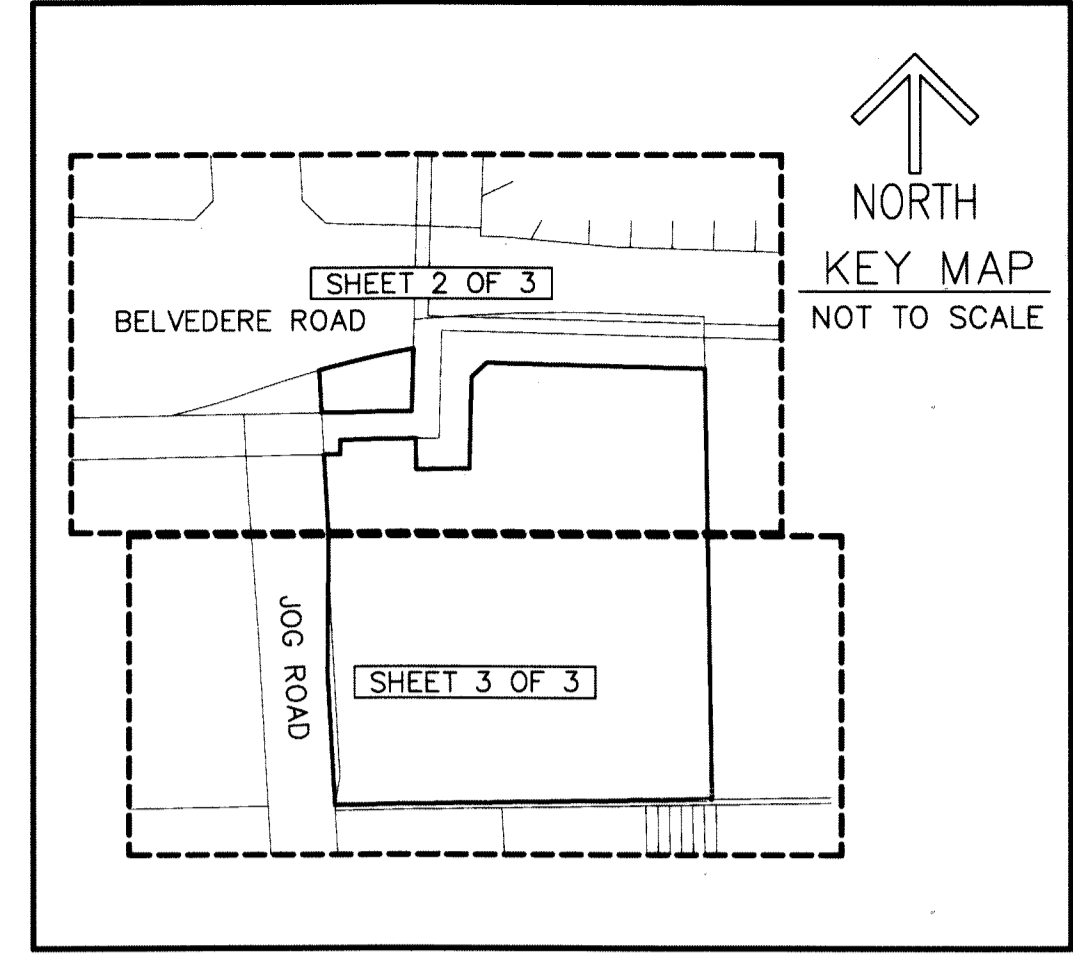 NORTH
KEY MAP
NOT TO SCALE
SHEET 2 OF 3
BELVEDERE ROAD
JOG ROAD
SHEET 3 OF 3